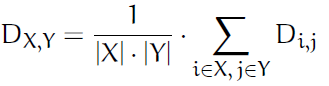 D_{X,Y} = \frac{1}{|X| \cdot |Y|} \cdot \sum_{i \in X, j \in Y} D_{i,j}